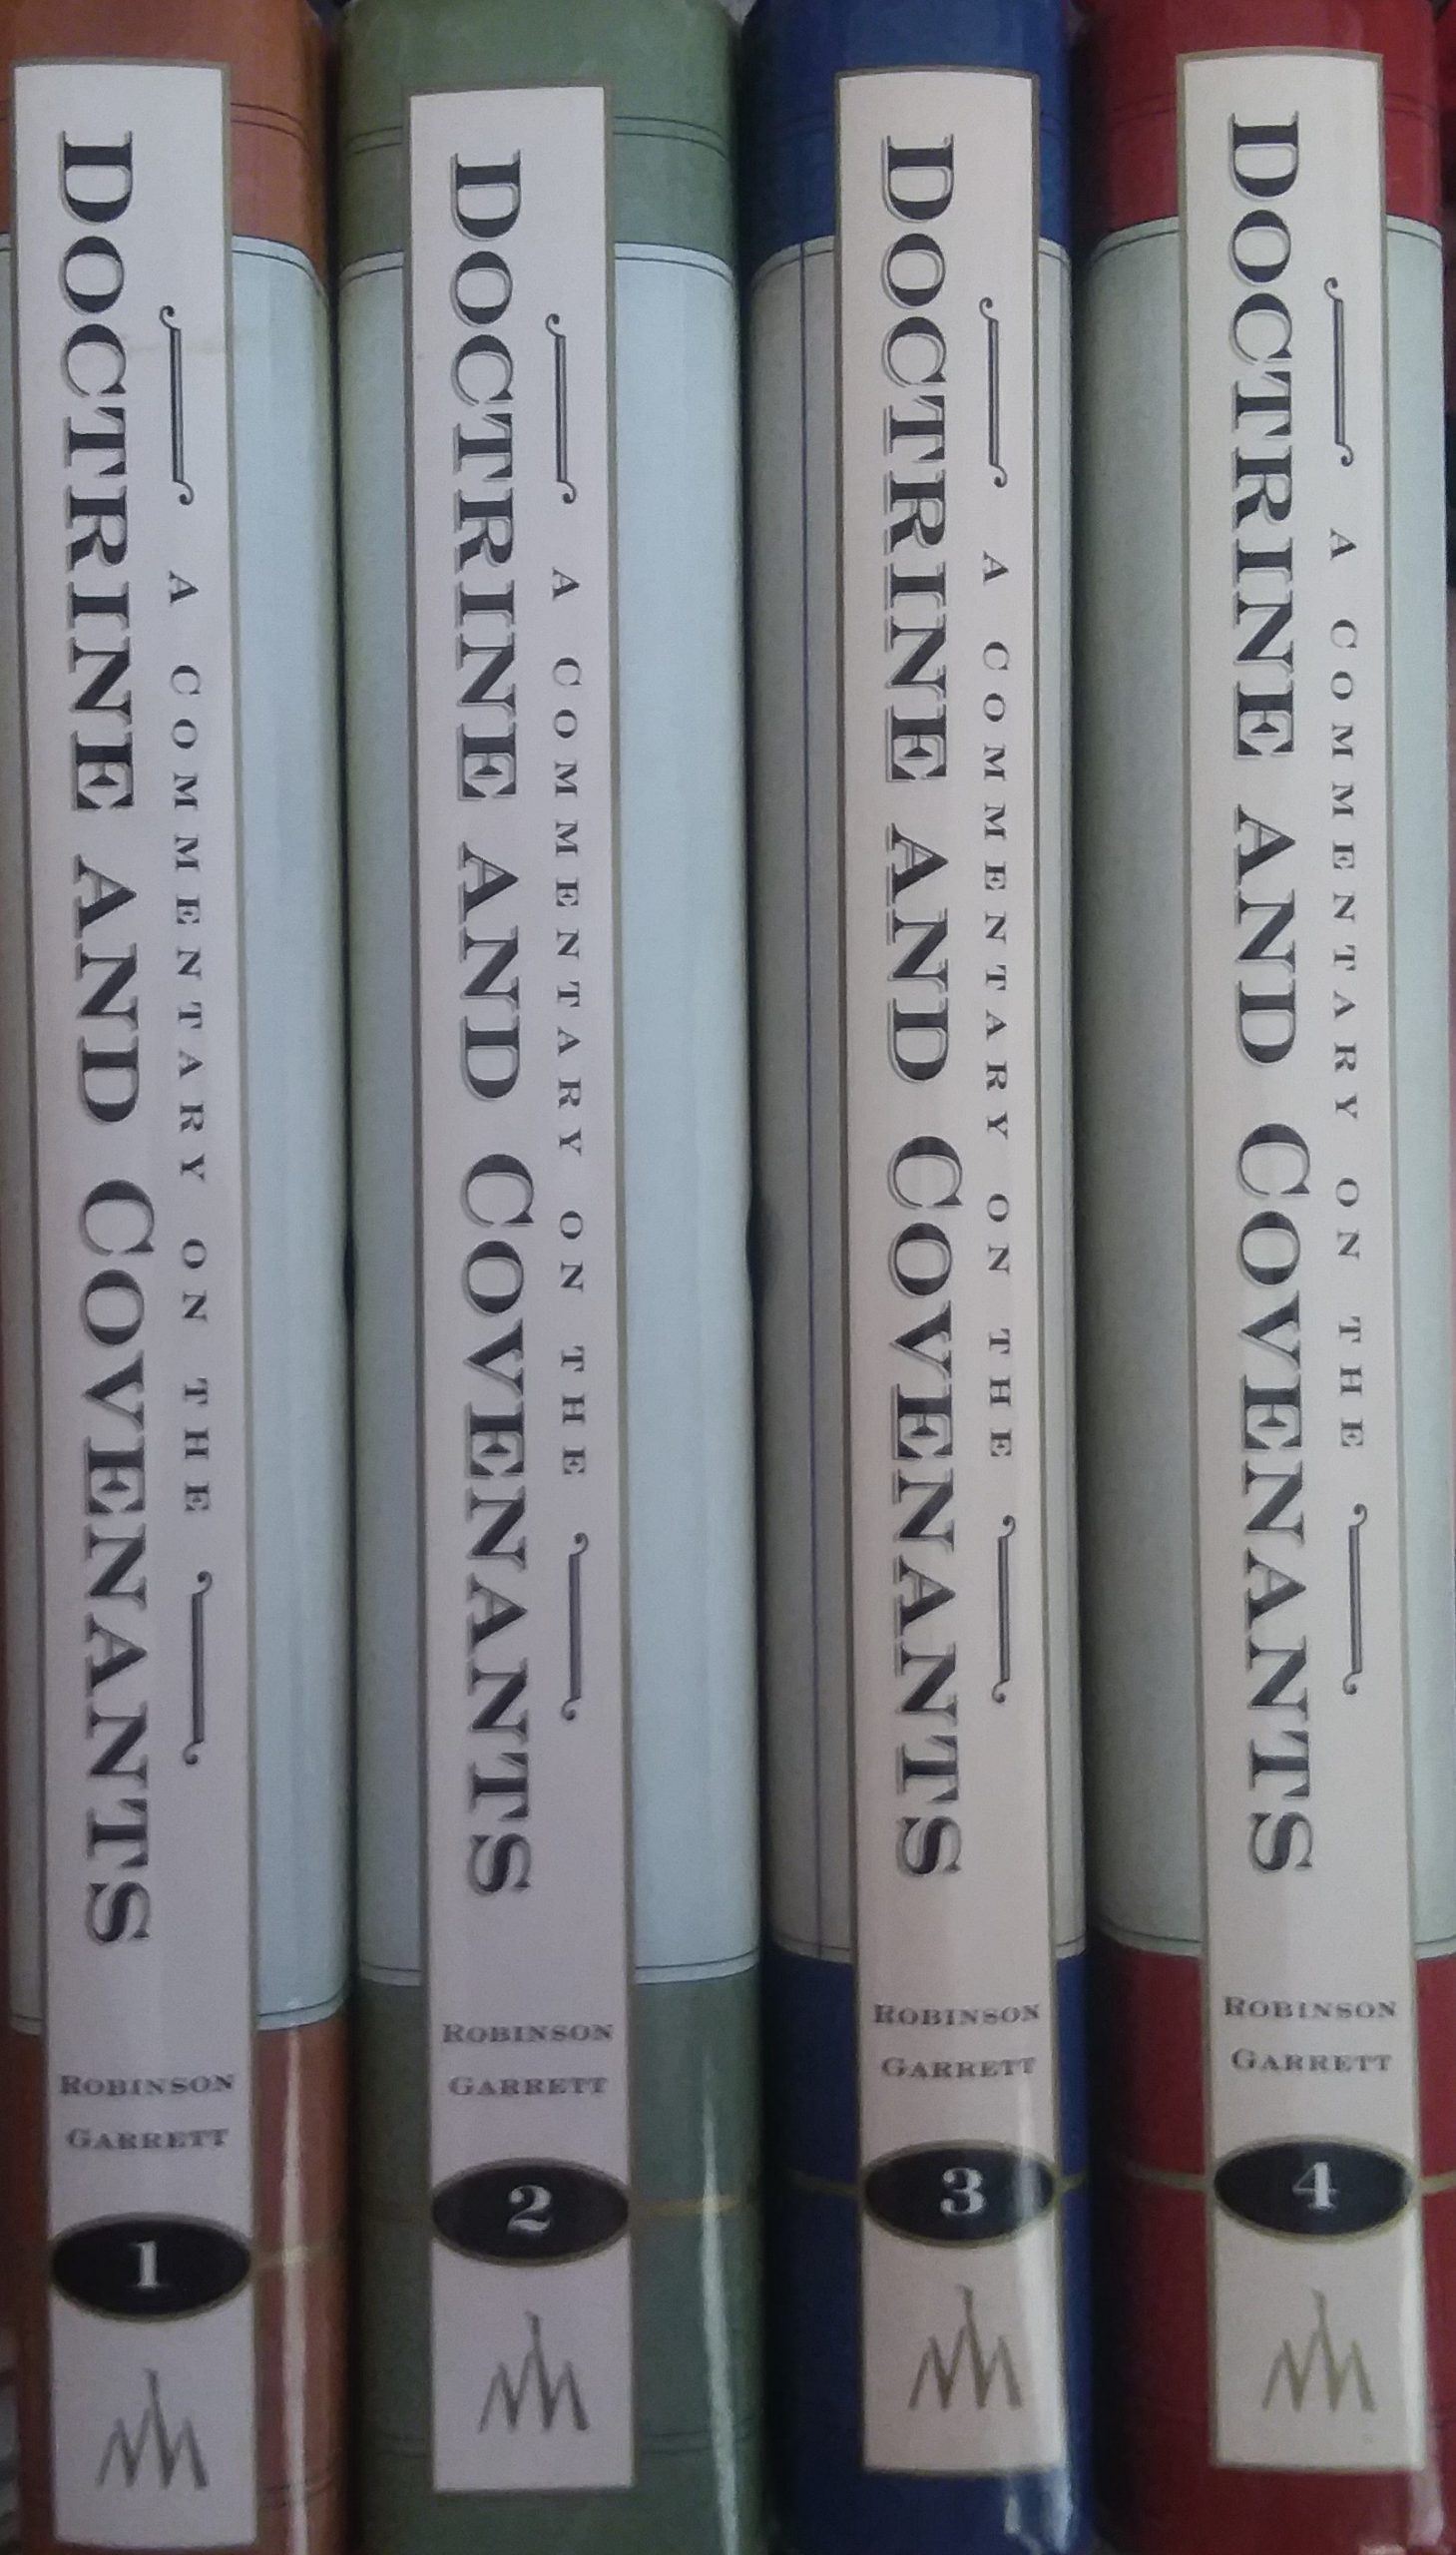 A COMMENTARY ON THE
DOCTRINE AND COVENANTS
ROBINSON
GARRETT
1
A COMMENTARY ON THE
DOCTRINE AND COVENANTS
ROBINSON
GARRETT
2
A COMMENTARY ON THE
DOCTRINE AND COVENANTS
ROBINSON
GARRETT
3
A COMMENTARY ON THE
DOCTRINE AND COVENANTS
ROBINSON
GARRETT
4